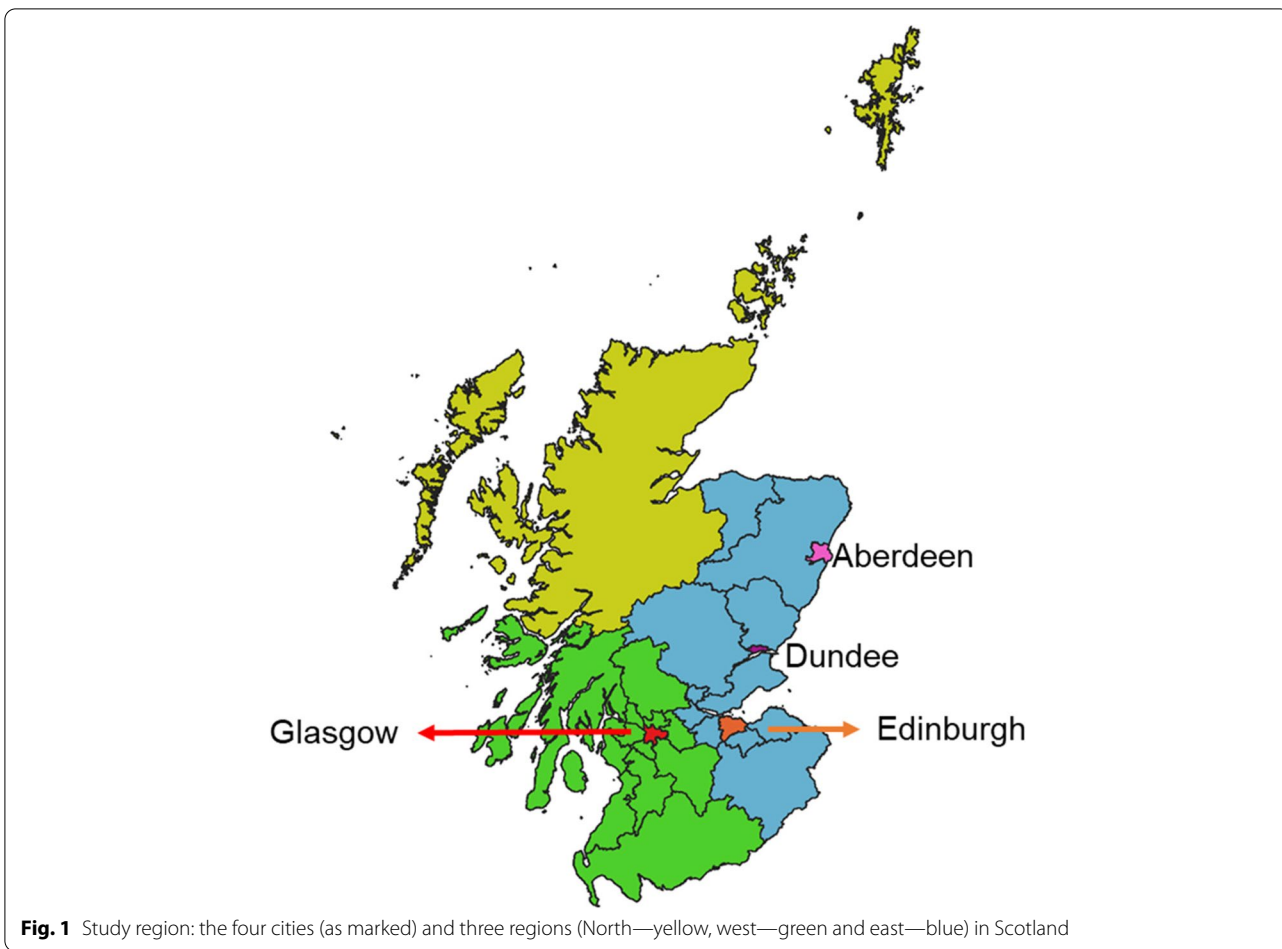 Aberdeen
Dundee
Glasgow
Edinburgh
Fig. 1 Study region: the four cities (as marked) and three regions (North—yellow, west—green and east—blue) in Scotland